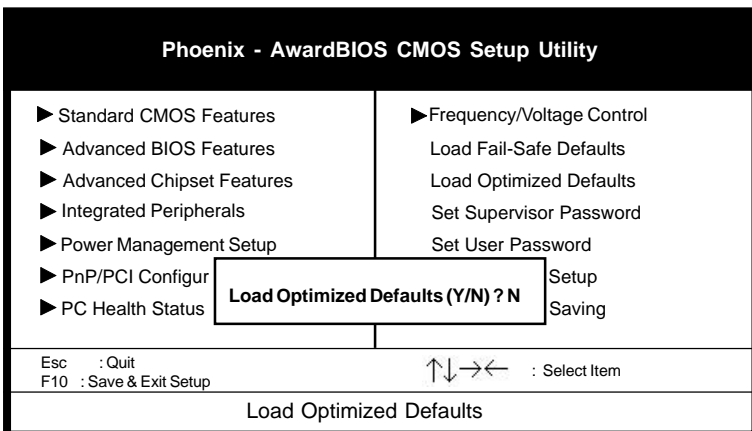 Phoenix - AwardBIOS CMOS Setup Utility
Standard CMOS Features
Advanced BIOS Features
Advanced Chipset Features
Integrated Peripherals
Power Management Setup
PnP/PCI Configur
PC Health Status
Frequency/Voltage Control
Load Fail-Safe Defaults
Load Optimized Defaults
Set Supervisor Password
Set User Password
Setup
Saving
Load Optimized Defaults (Y/N) ? N
Esc : Quit
F10 : Save & Exit Setup
↑↓→← : Select Item
Load Optimized Defaults